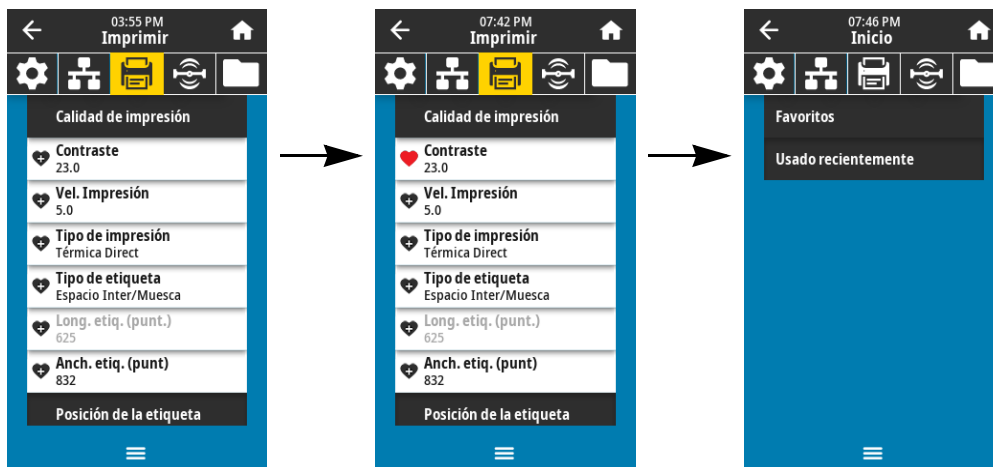 03:55 PM
Imprimir
Calidad de impresión
Contraste
23.0
Vel. Impresión
5.0
Tipo de impresión
Térmica Direct
Tipo de etiqueta
Espacio Inter/Muesca
Long. etiq. (punt.)
625
Anch. etiq. (punt)
832
Posición de la etiqueta
07:42 PM
Imprimir
Calidad de impresión
Contraste
23.0
Vel. Impresión
5.0
Tipo de impresión
Térmica Direct
Tipo de etiqueta
Espacio Inter/Muesca
Long. etiq. (punt.)
625
Anch. etiq. (punt)
832
Posición de la etiqueta
07:46 PM
Inicio
Favoritos
Usado recientemente